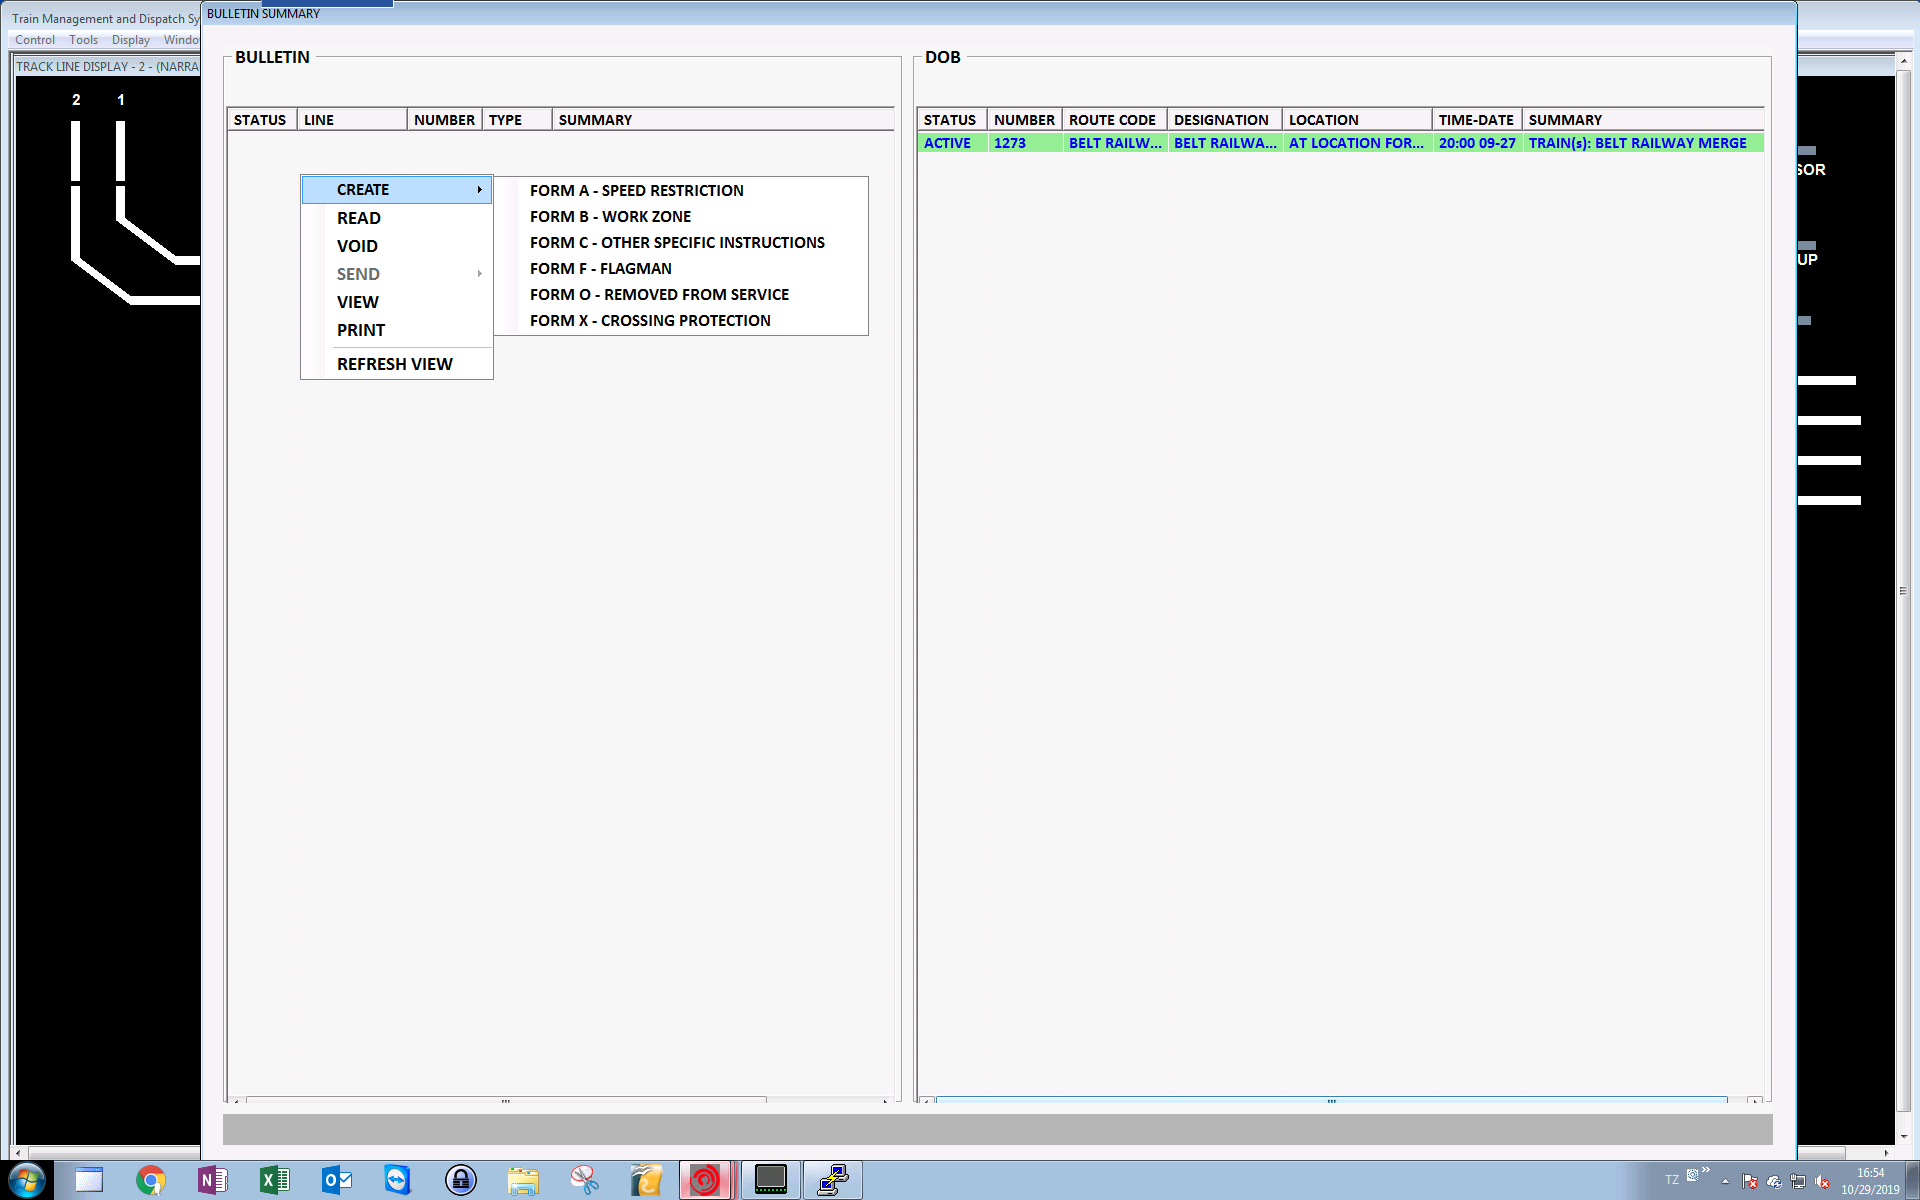 BULLETIN SUMMARY
Train Management and Dispatch Sy
Control Tools Display Windo
TRACK LINE DISPLAY - 2 - (NARRA
2 1
BULLETIN
STATUS LINE NUMBER TYPE SUMMARY
CREATE
READ
VOID
SEND
VIEW
PRINT
REFRESH VIEW
FORM A - SPEED RESTRICTION
FORM B - WORK ZONE
FORM C - OTHER SPECIFIC INSTRUCTIONS
FORM F - FLAGMAN
FORM O - REMOVED FROM SERVICE
FORM X - CROSSING PROTECTION
DOB
STATUS NUMBER ROUTE CODE DESIGNATION LOCATION TIME-DATE SUMMARY
ACTIVE 1273 BELT RAILW... BELT RAILWA... AT LOCATION FOR... 20:00 09-27 TRAIN(s): BELT RAILWAY MERGE
SOR
UP
TZ
16:54
10/29/2019